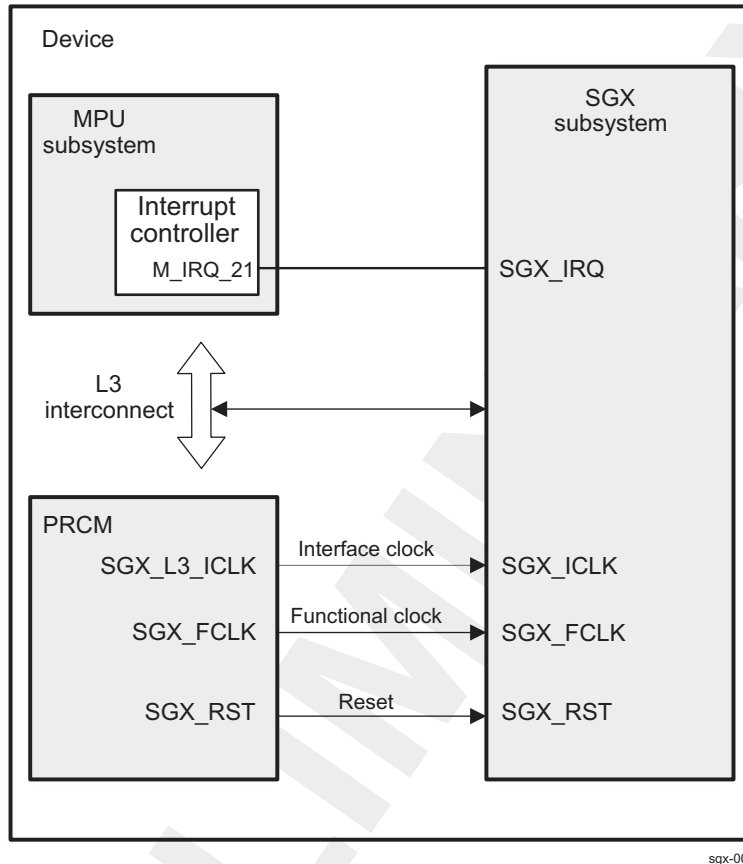 Device
MPU
subsystem
Interrupt
controller
M_IRQ_21
SGX
subsystem
SGX_IRQ
L3
interconnect
PRCM
SGX_L3_ICLK
Interface clock
SGX_ICLK
SGX_FCLK
Functional clock
SGX_FCLK
SGX_RST
Reset
SGX_RST